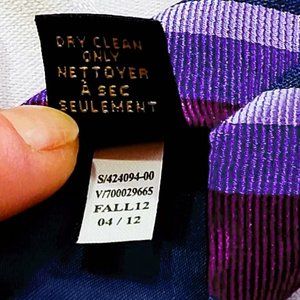 DRY CLEAN
ONLY
NETTOYER
À SEC
SEULEMENT
S/424094-00
V/700029665
FALL12
04 / 12